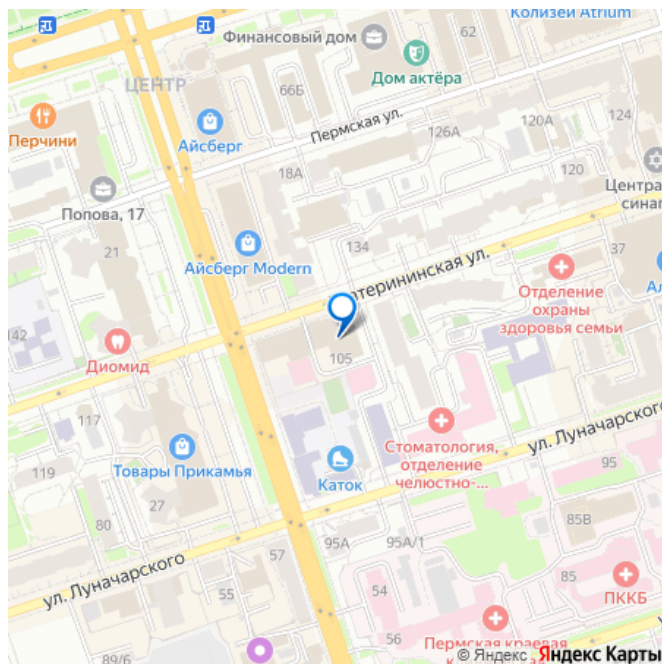 Колизей Atrium
Финансовый дом
62
Дом актёра
ЦЕНТР
66Б
Перчини
Айсберг
Пермская ул.
126А
120А
124
18А
120
Центра
синаг
Попова, 17
21
134
Айсберг Modern
атерининская ул.
37
Ал
Отделение
охраны
здоровья семьи
142
Диомид
105
117
Стоматология,
отделение
челюстно-...
ул. Луначарского
119
Товары Прикамья
Каток
95
27
80
85В
95А
95А/1
ул. Луначарского
57
85
54
ПККБ
55
56
Пермская краевая
89/6
© Яндекс Яндекс Карты